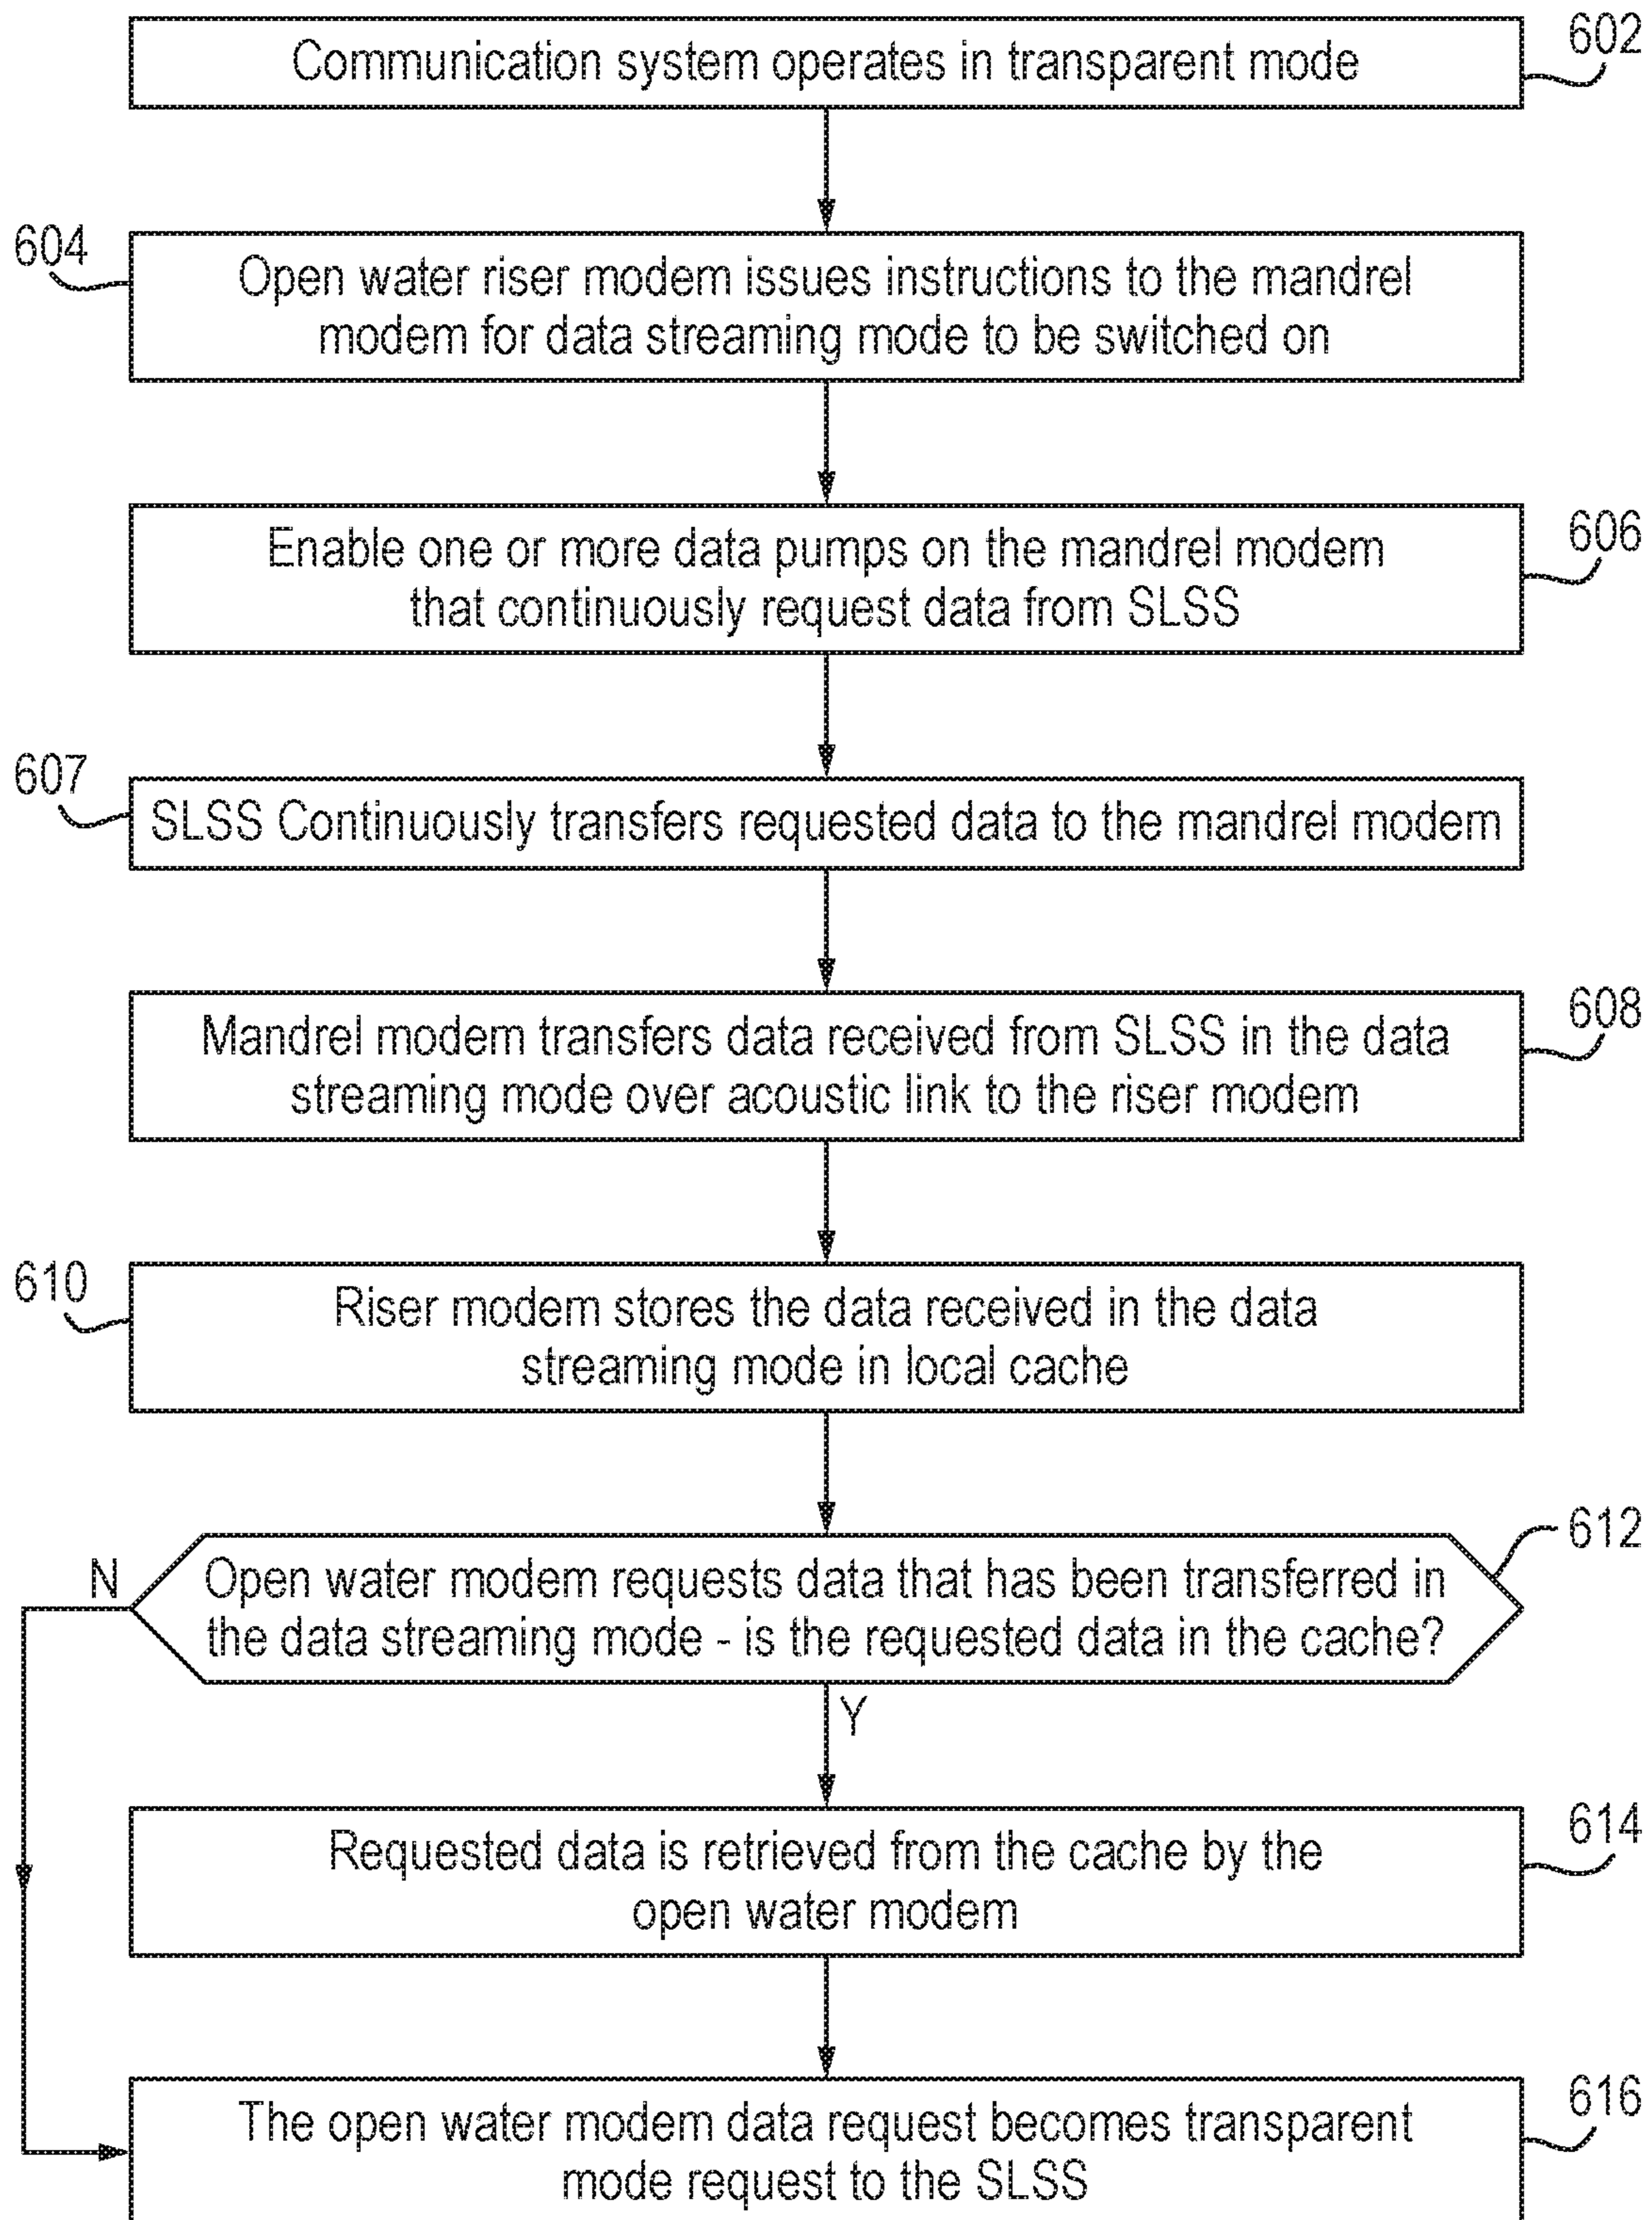 Communication system operates in transparent mode
602
604
Open water riser modem issues instructions to the mandrel
modem for data streaming mode to be switched on
Enable one or more data pumps on the mandrel modem
that continuously request data from SLSS
606
607
SLSS Continuously transfers requested data to the mandrel modem
Mandrel modem transfers data received from SLSS in the data
streaming mode over acoustic link to the riser modem
608
610
Riser modem stores the data received in the data
streaming mode in local cache
612
N
Open water modem requests data that has been transferred in
the data streaming mode - is the requested data in the cache?
Y
Requested data is retrieved from the cache by the
open water modem
614
The open water modem data request becomes transparent
mode request to the SLSS
616